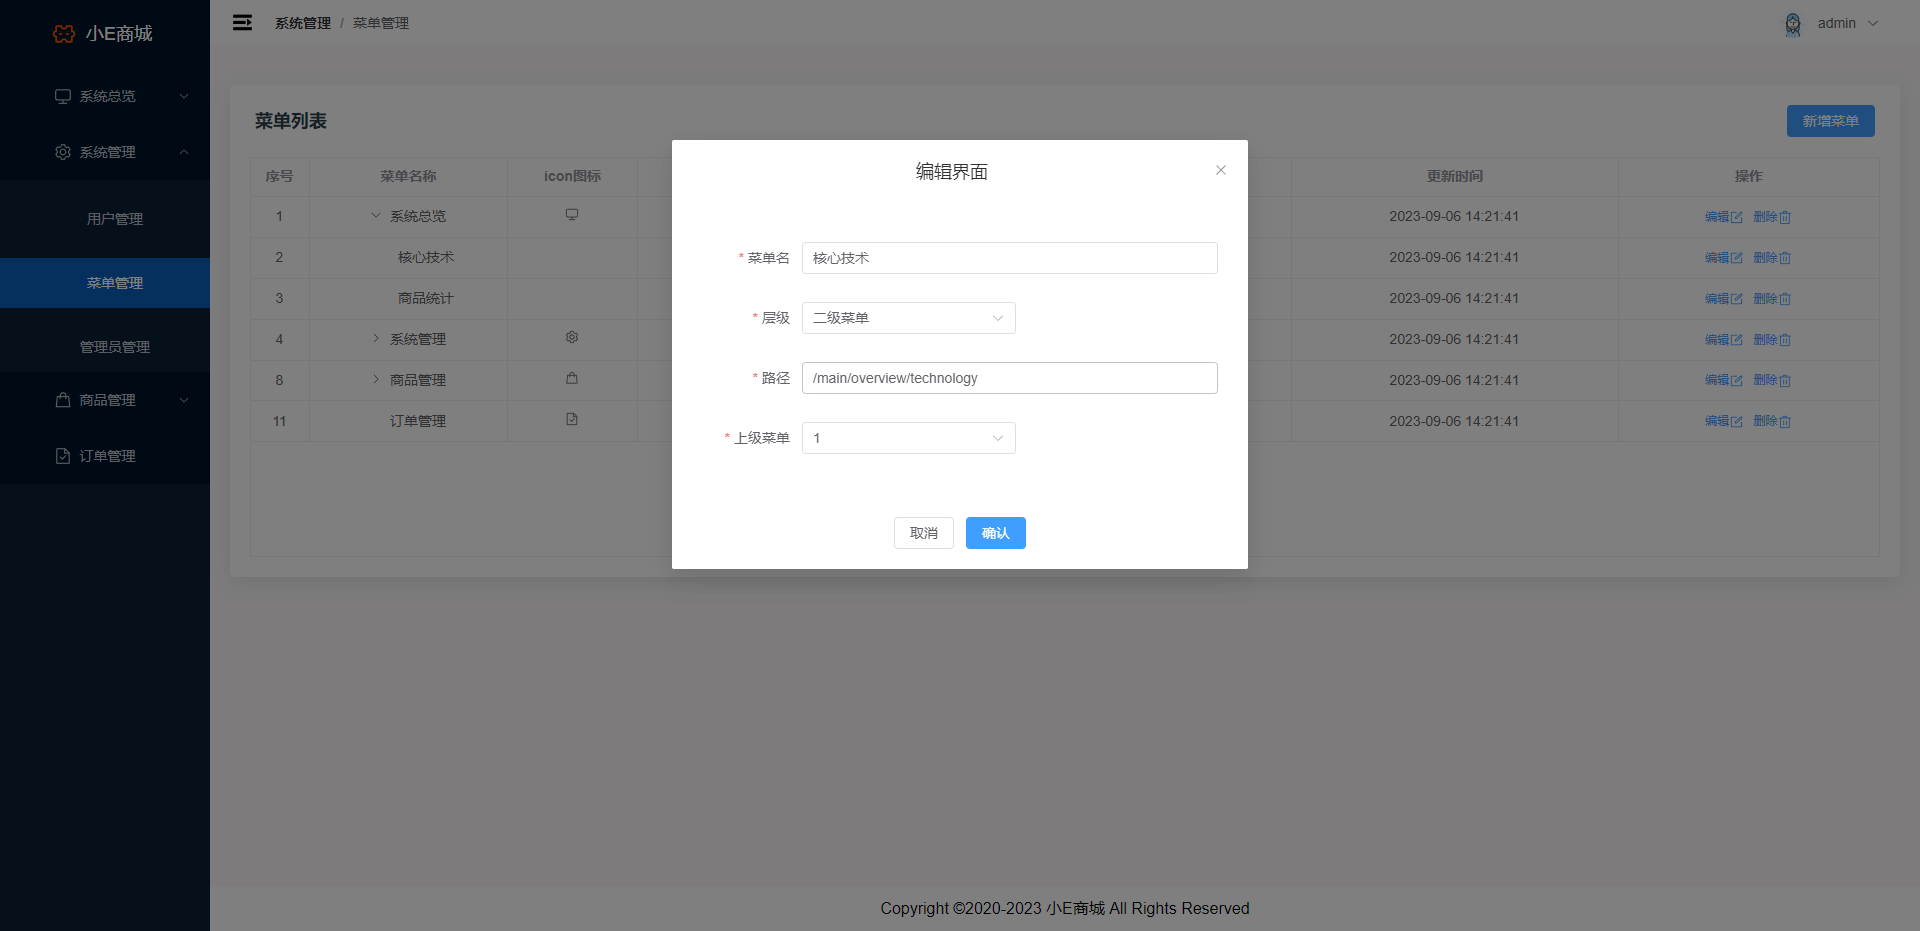 小E商城
系统总览
系统管理
用户管理
菜单管理
管理员管理
商品管理
订单管理
系统管理 / 菜单管理
admin
菜单列表
新增菜单
序号 菜单名称 icon图标 更新时间 操作
1 系统总览 2023-09-06 14:21:41 编辑 删除
2 核心技术 2023-09-06 14:21:41 编辑 删除
3 商品统计 2023-09-06 14:21:41 编辑 删除
4 系统管理 2023-09-06 14:21:41 编辑 删除
8 商品管理 2023-09-06 14:21:41 编辑 删除
11 订单管理 2023-09-06 14:21:41 编辑 删除
编辑界面
* 菜单名 核心技术
* 层级 二级菜单
* 路径 /main/overview/technology
* 上级菜单 1
取消 确认
Copyright ©2020-2023 小E商城 All Rights Reserved